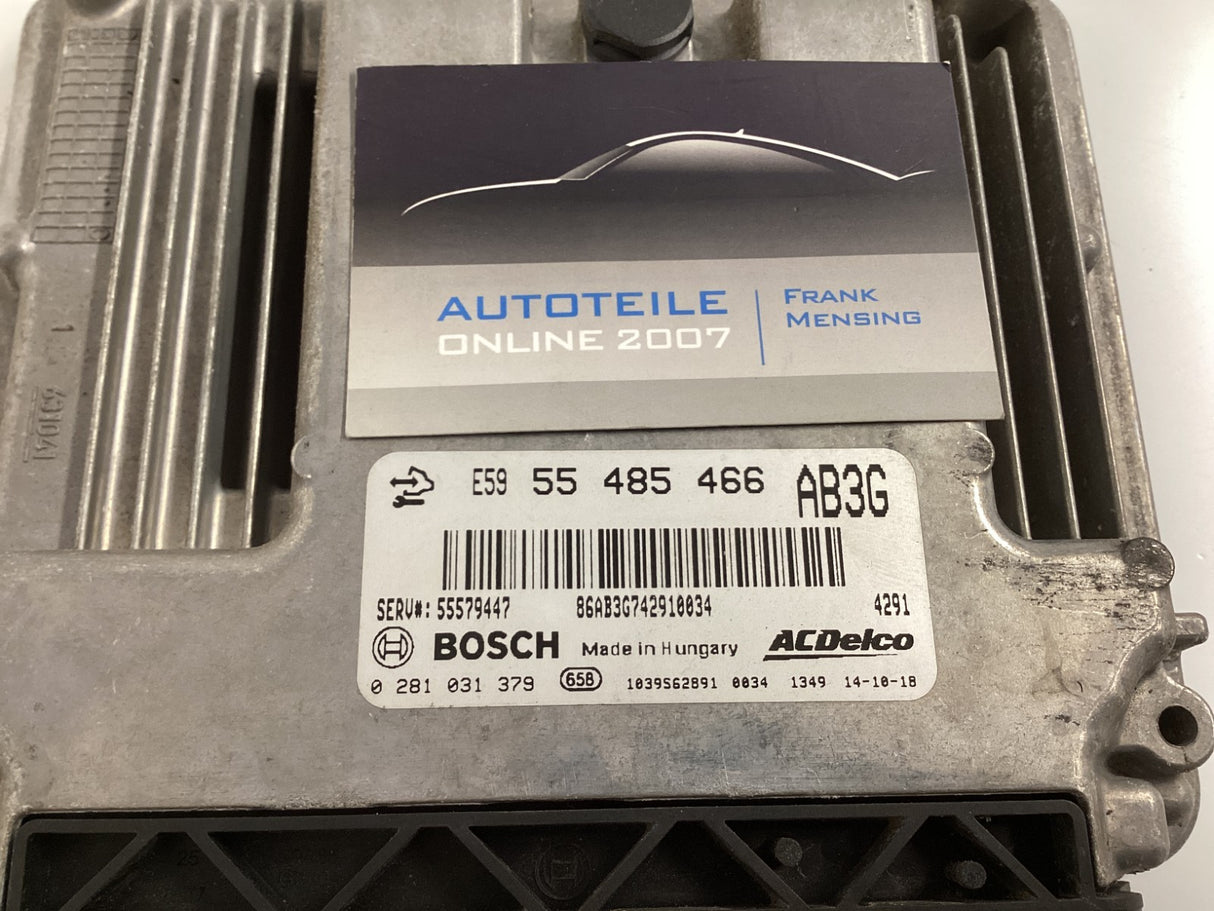 AUTOTEILE
ONLINE 2007
FRANK
MENSING
E59 55 485 466 AB3G
SERV#: 55579447 86AB3G742910034 4291
BOSCH Made in Hungary ACDelco
0 281 031 379 658 1039S62891 0034 1349 14-10-18